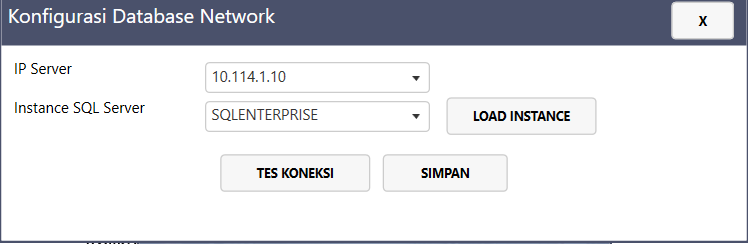 Konfigurasi Database Network
X
IP Server
10.114.1.10
Instance SQL Server
SQLENTERPRISE
LOAD INSTANCE
TES KONEKSI
SIMPAN